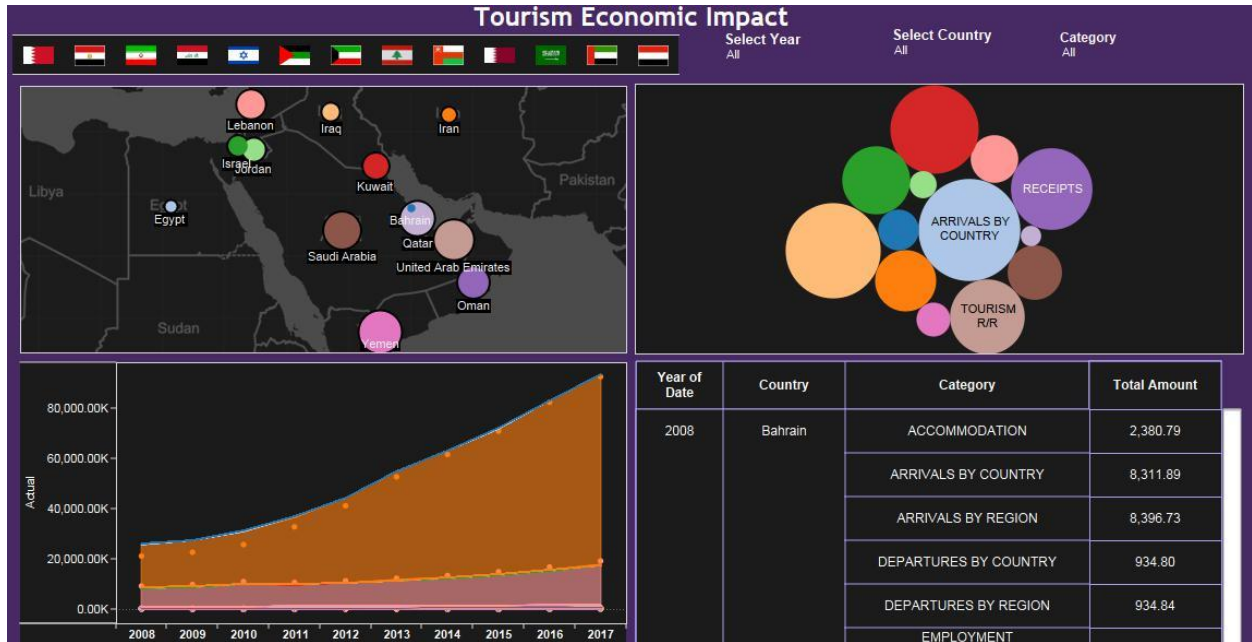 Tourism Economic Impact
Select Year
All
Select Country
All
Category
All
Lebanon
Iraq
Iran
Israel
Jordan
Libya
Kuwait
Pakistan
Egypt
Egypt
Bahrain
Qatar
Saudi Arabia
United Arab Emirates
Oman
Sudan
Yemen
RECEIPTS
ARRIVALS BY
COUNTRY
TOURISM
R/R
80,000.00K
60,000.00K
40,000.00K
20,000.00K
0.00K
Actual
2008 2009 2010 2011 2012 2013 2014 2015 2016 2017
Year of
Date
Country
Category
Total Amount
2008 Bahrain ACCOMMODATION 2,380.79
ARRIVALS BY COUNTRY 8,311.89
ARRIVALS BY REGION 8,396.73
DEPARTURES BY COUNTRY 934.80
DEPARTURES BY REGION 934.84
EMPLOYMENT